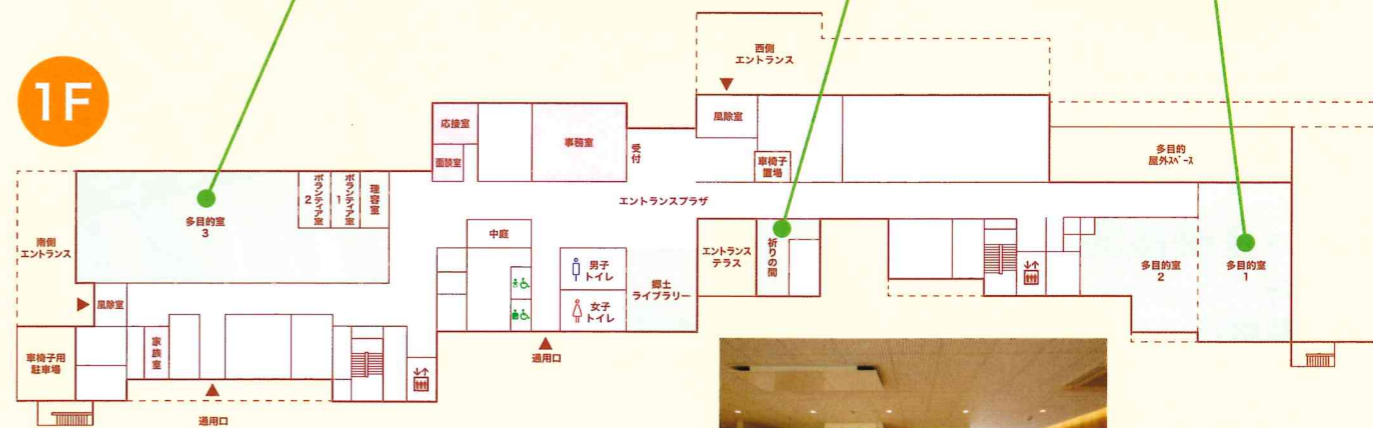 1F
西側
エントランス
応接室
面談室
事務室
受付
風除室
車椅子
置場
多目的
屋外スペース
ボランティア室
2
ボランティア室
1
理容室
多目的室
3
エントランスプラザ
南側
エントランス
中庭
男子
トイレ
女子
トイレ
郷土
ライブラリー
エントランス
テラス
祈りの間
多目的室
2
多目的室
1
風除室
車椅子用
駐車場
家族室
通用口
通用口